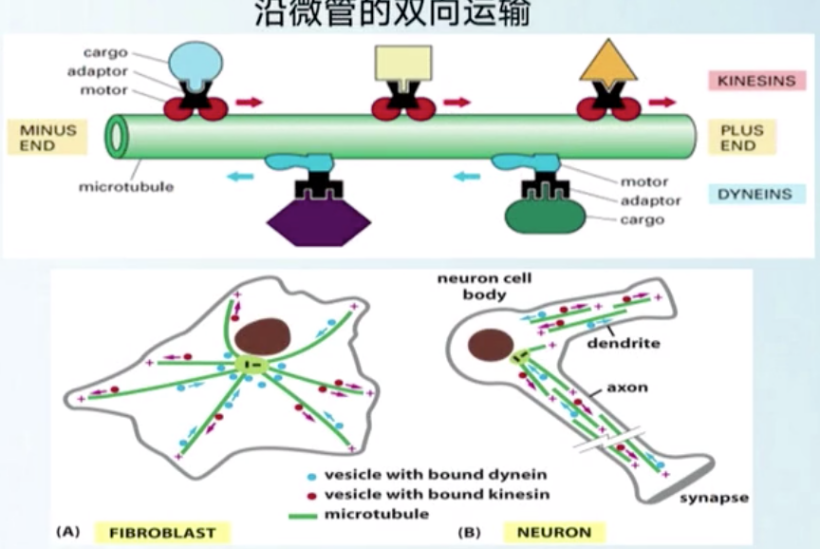 沿微管的双向运输
cargo
adaptor
motor
KINESINS
MINUS
END
PLUS
END
microtubule
motor
adaptor
cargo
DYNEINS
neuron cell
body
dendrite
axon
synapse
vesicle with bound dynein
vesicle with bound kinesin
microtubule
(A) FIBROBLAST
(B) NEURON